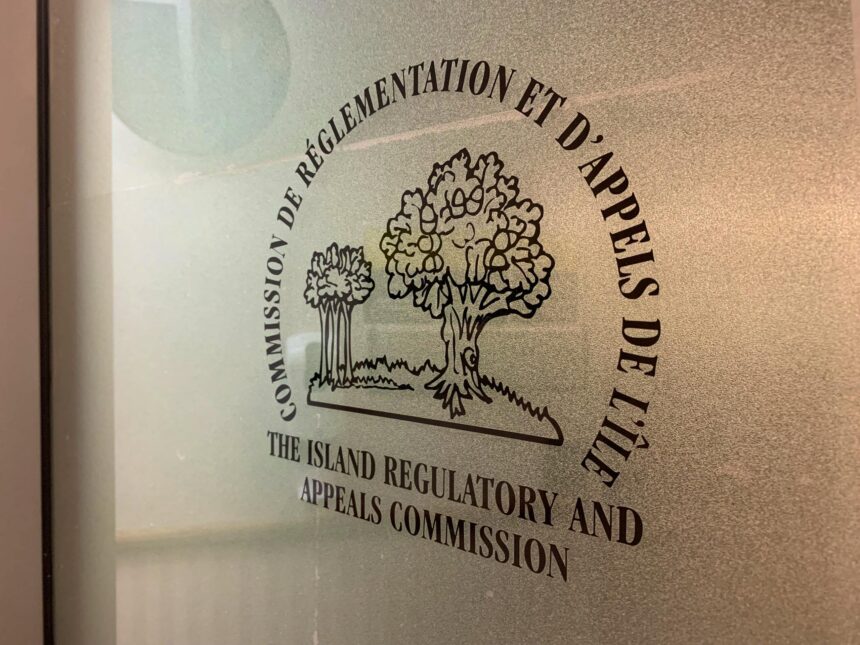 COMMISSION DE RÉGLEMENTATION ET D'APPELS DE L'ÎLE
THE ISLAND REGULATORY AND
APPEALS COMMISSION